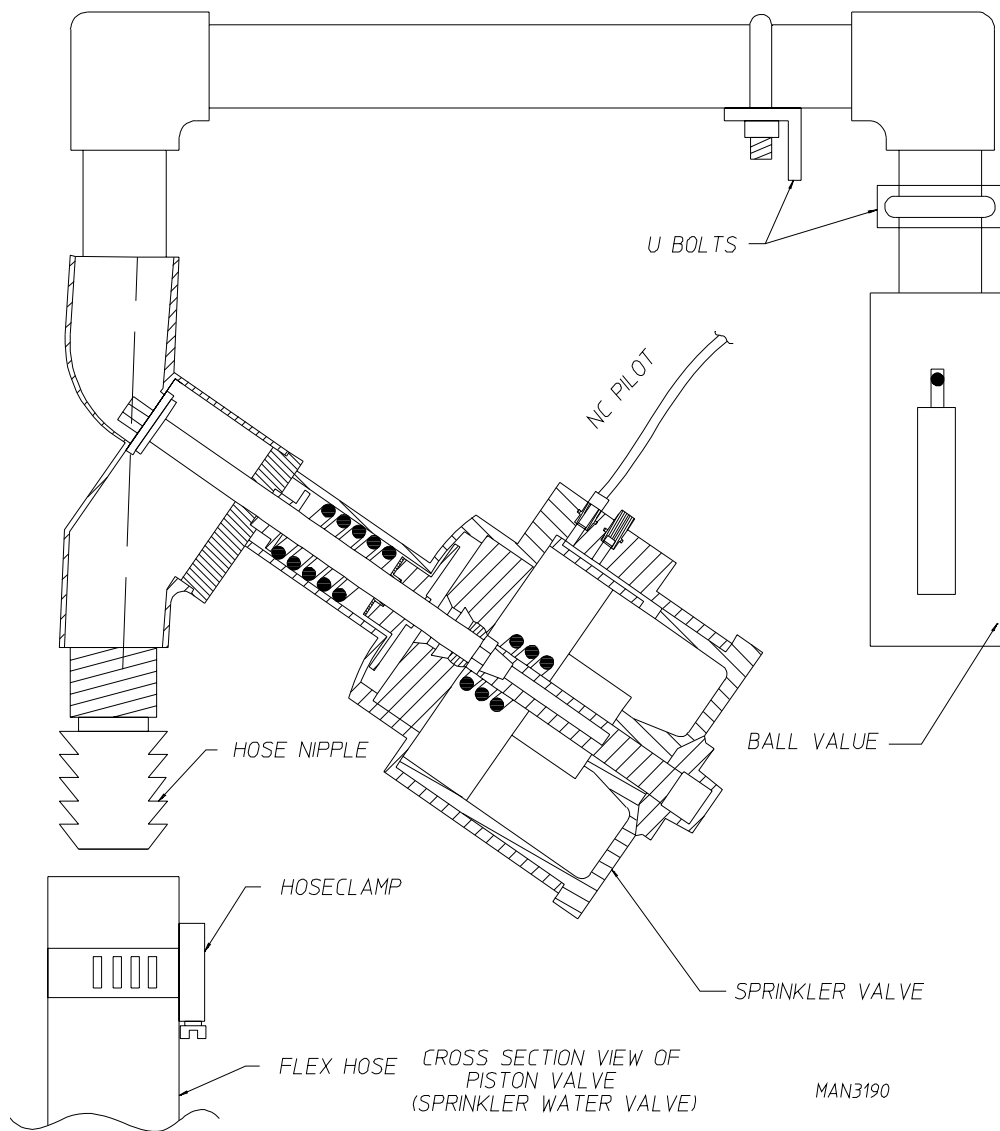 U BOLTS
NC PILOT
HOSE NIPPLE
BALL VALUE
HOSECLAMP
SPRINKLER VALVE
FLEX HOSE
CROSS SECTION VIEW OF
PISTON VALVE
(SPRINKLER WATER VALVE)
MAN3190